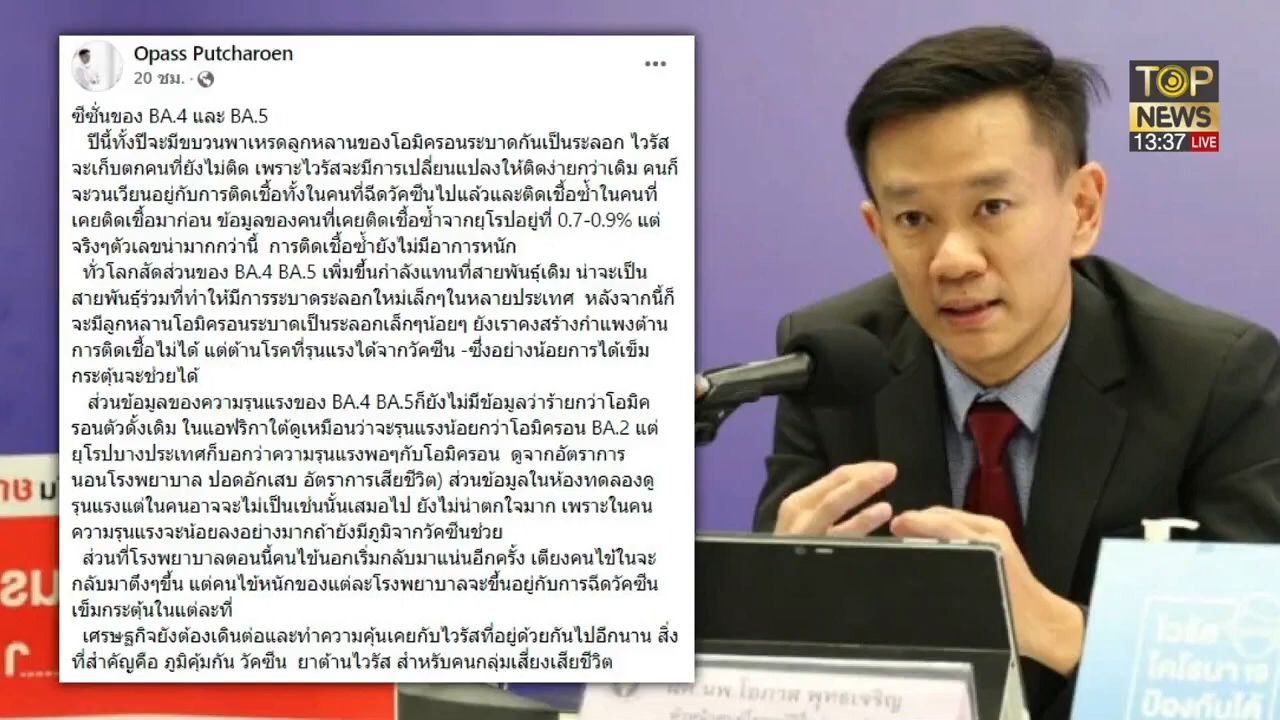 Opass Putcharoen
20 ชม.
ซีซั่นของ BA.4 และ BA.5
ปีนี้ทั้งปีจะมีขบวนพาเหรดลูกหลานของโอมิครอนระบาดกันเป็นระลอก ไวรัส
จะเก็บตกคนที่ยังไม่ติด เพราะไวรัสจะมีการเปลี่ยนแปลงให้ติดง่ายกว่าเดิม คนก็
จะวนเวียนอยู่กับการติดเชื้อทั้งในคนที่ฉีดวัคซีนไปแล้วและติดเชื้อซ้ำในคนที่
เคยติดเชื้อมาก่อน ข้อมูลของคนที่เคยติดเชื้อซ้ำจากยุโรปอยู่ที่ 0.7-0.9% แต่
จริงๆตัวเลขน่ามากกว่านี้ การติดเชื้อซ้ำยังไม่มีอาการหนัก
ทั่วโลกสัดส่วนของ BA.4 BA.5 เพิ่มขึ้นกำลังแทนที่สายพันธุ์เดิม น่าจะเป็น
สายพันธุ์ร่วมที่ทำให้มีการระบาดระลอกใหม่เล็กๆในหลายประเทศ หลังจากนี้ก็
จะมีลูกหลานโอมิครอนระบาดเป็นระลอกเล็กๆน้อยๆ ยังเราคงสร้างกำแพงต้าน
การติดเชื้อไม่ได้ แต่ต้านโรคที่รุนแรงได้จากวัคซีน -ซึ่งอย่างน้อยการได้เข็ม
กระตุ้นจะช่วยได้
ส่วนข้อมูลของความรุนแรงของ BA.4 BA.5ก็ยังไม่มีข้อมูลว่าร้ายกว่าโอมิค
รอนตัวดั้งเดิม ในแอฟริกาใต้ดูเหมือนว่าจะรุนแรงน้อยกว่าโอมิครอน BA.2 แต่
ยุโรปบางประเทศก็บอกว่าความรุนแรงพอๆกับโอมิครอน ดูจากอัตราการ
นอนโรงพยาบาล ปอดอักเสบ อัตราการเสียชีวิต) ส่วนข้อมูลในห้องทดลองดู
รุนแรงแต่ในคนอาจจะไม่เป็นเช่นนั้นเสมอไป ยังไม่น่าตกใจมาก เพราะในคน
ความรุนแรงจะน้อยลงอย่างมากถ้ายังมีภูมิจากวัคซีนช่วย
ส่วนที่โรงพยาบาลตอนนี้คนไข้นอกเริ่มกลับมาแน่นอีกครั้ง เตียงคนไข้ในจะ
กลับมาตึงๆขึ้น แต่คนไข้หนักของแต่ละโรงพยาบาลจะขึ้นอยู่กับการฉีดวัคซีน
เข็มกระตุ้นในแต่ละที่
เศรษฐกิจยังต้องเดินต่อและทำความคุ้นเคยกับไวรัสที่อยู่ด้วยกันไปอีกนาน สิ่ง
ที่สำคัญคือ ภูมิคุ้มกัน วัคซีน ยาต้านไวรัส สำหรับคนกลุ่มเสี่ยงเสียชีวิต
TOP
NEWS
13:37 LIVE
ผศ.นพ.โอภาส พุทธเจริญ
ไวรัส
โคโรนา 19
ป้องกันได้